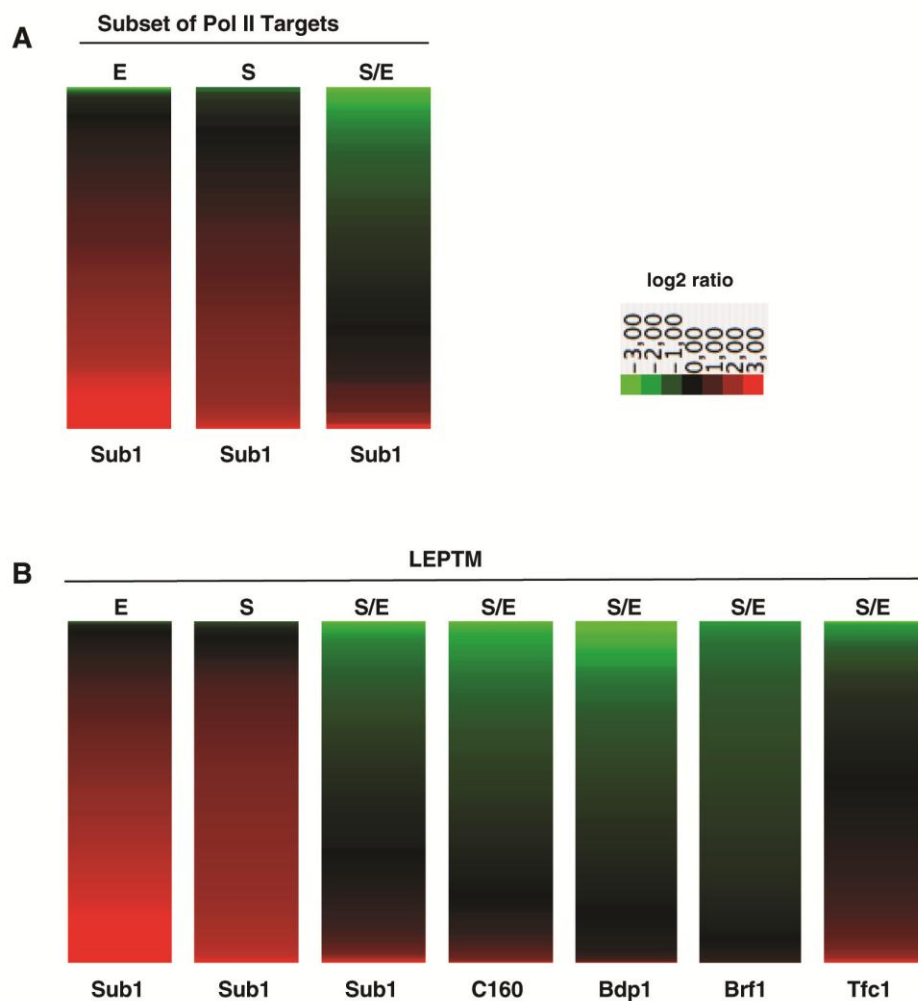 A
Subset of Pol II Targets
E S S/E
Sub1 Sub1 Sub1
log2 ratio
-3,00
-2,00
-1,00
0,00
1,00
2,00
3,00
B
LEPTM
E S S/E S/E S/E S/E S/E
Sub1 Sub1 Sub1 C160 Bdp1 Brf1 Tfc1